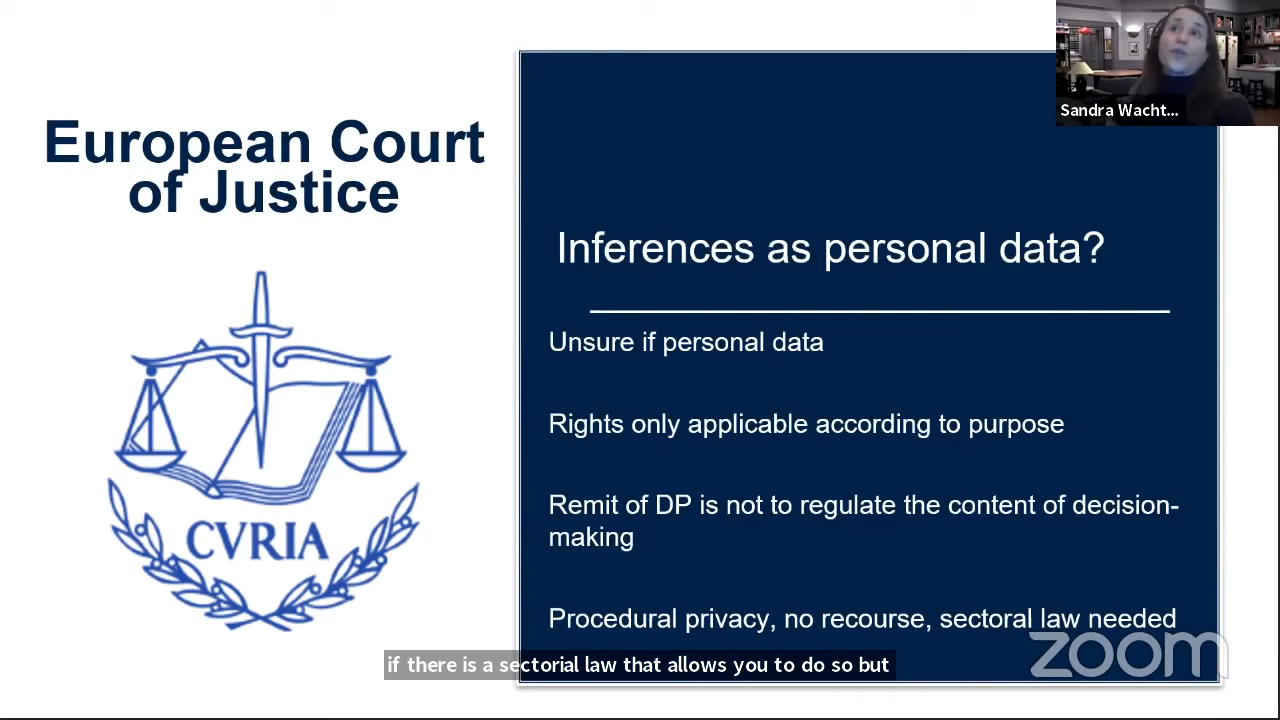 European Court
of Justice
CVRIA
Inferences as personal data?
Unsure if personal data
Rights only applicable according to purpose
Remit of DP is not to regulate the content of decision-
making
Procedural privacy, no recourse, sectoral law needed
if there is a sectorial law that allows you to do so but
zoom
Sandra Wacht...